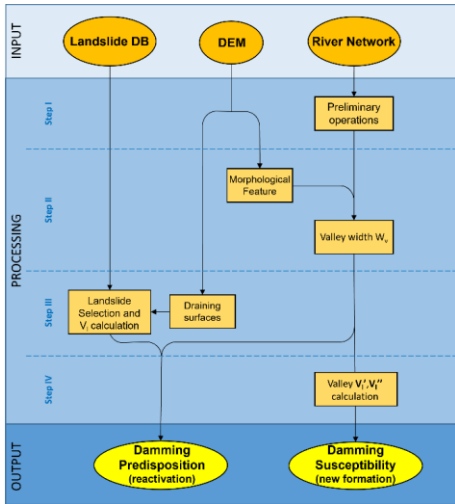 INPUT
Landslide DB
DEM
River Network
PROCESSING
Step I
Preliminary
operations
Step II
Morphological
Feature
Valley width Wᵥ
Step III
Landslide
Selection and
Vₗ calculation
Draining
surfaces
Step IV
Valley Vₗ',Vₗ''
calculation
OUTPUT
Damming
Predisposition
(reactivation)
Damming
Susceptibility
(new formation)